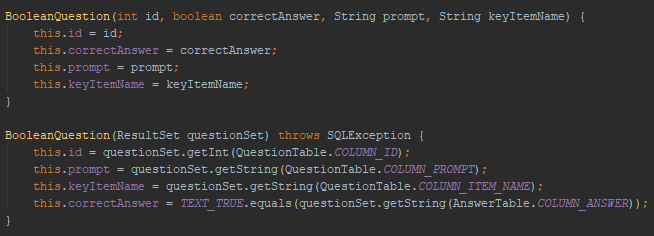 BooleanQuestion(int id, boolean correctAnswer, String prompt, String keyItemName) {
    this.id = id;
    this.correctAnswer = correctAnswer;
    this.prompt = prompt;
    this.keyItemName = keyItemName;
}
BooleanQuestion(ResultSet questionSet) throws SQLException {
    this.id = questionSet.getInt(QuestionTable.COLUMN_ID);
    this.prompt = questionSet.getString(QuestionTable.COLUMN_PROMPT);
    this.keyItemName = questionSet.getString(QuestionTable.COLUMN_ITEM_NAME);
    this.correctAnswer = TEXT_TRUE.equals(questionSet.getString(AnswerTable.COLUMN_ANSWER));
}